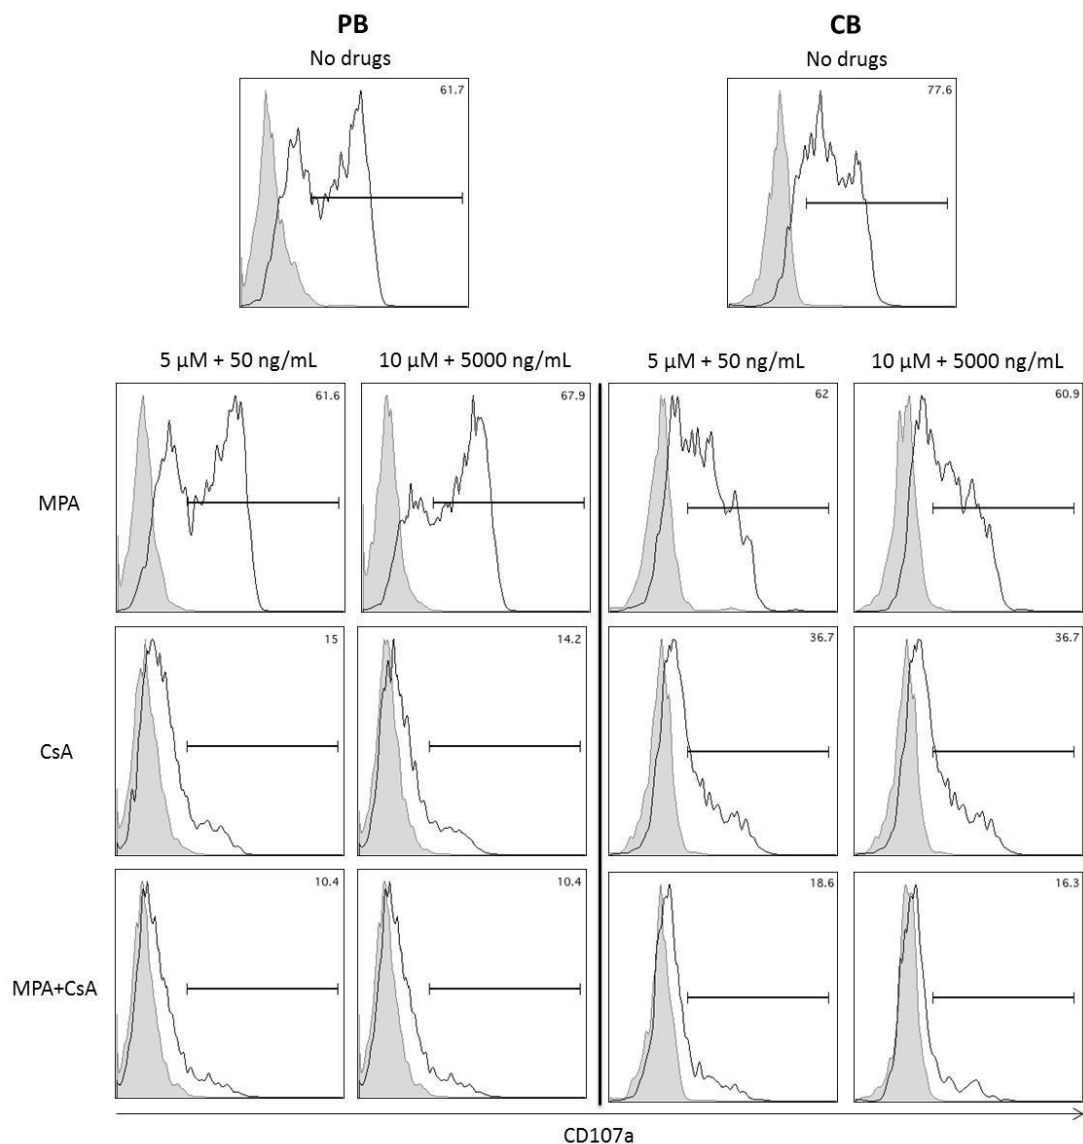 PB CB
No drugs No drugs
61.7 77.6
5 μM + 50 ng/mL 10 μM + 5000 ng/mL 5 μM + 50 ng/mL 10 μM + 5000 ng/mL
61.6 67.9 62 60.9
MPA
15 14.2 36.7 36.7
CsA
10.4 10.4 18.6 16.3
MPA+CsA
CD107a